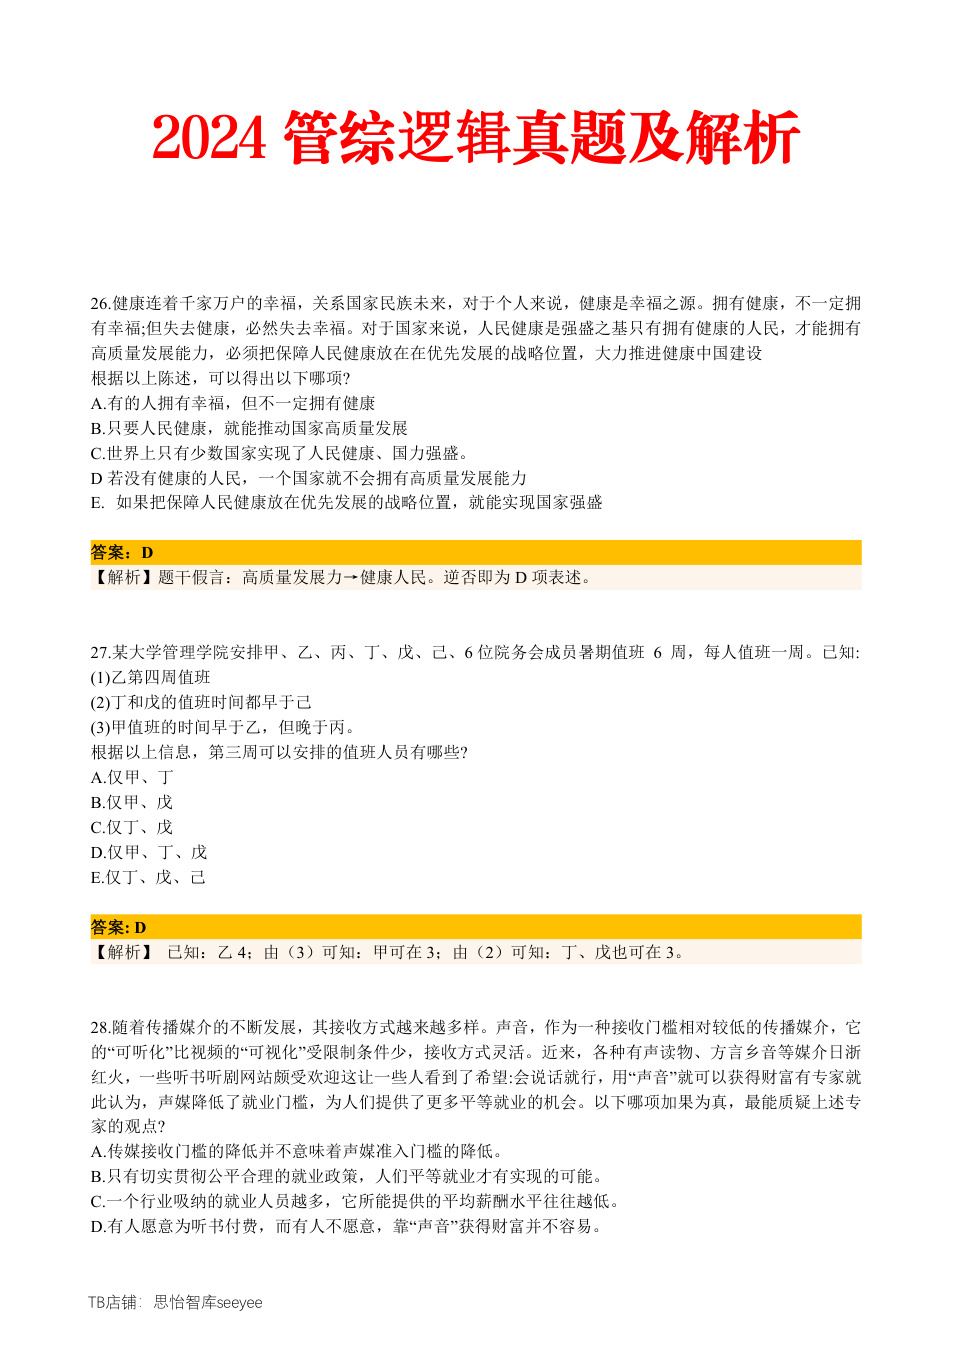 2024 管综逻辑真题及解析
26.健康连着千家万户的幸福，关系国家民族未来，对于个人来说，健康是幸福之源。拥有健康，不一定拥
有幸福;但失去健康，必然失去幸福。对于国家来说，人民健康是强盛之基只有拥有健康的人民，才能拥有
高质量发展能力，必须把保障人民健康放在在优先发展的战略位置，大力推进健康中国建设
根据以上陈述，可以得出以下哪项?
A.有的人拥有幸福，但不一定拥有健康
B.只要人民健康，就能推动国家高质量发展
C.世界上只有少数国家实现了人民健康、国力强盛。
D 若没有健康的人民，一个国家就不会拥有高质量发展能力
E. 如果把保障人民健康放在优先发展的战略位置，就能实现国家强盛
答案：D
【解析】题干假言：高质量发展力→健康人民。逆否即为 D 项表述。
27.某大学管理学院安排甲、乙、丙、丁、戊、己、6 位院务会成员暑期值班 6 周，每人值班一周。已知:
(1)乙第四周值班
(2)丁和戊的值班时间都早于己
(3)甲值班的时间早于乙，但晚于丙。
根据以上信息，第三周可以安排的值班人员有哪些?
A.仅甲、丁
B.仅甲、戊
C.仅丁、戊
D.仅甲、丁、戊
E.仅丁、戊、己
答案: D
【解析】 已知：乙 4；由（3）可知：甲可在 3；由（2）可知：丁、戊也可在 3。
28.随着传播媒介的不断发展，其接收方式越来越多样。声音，作为一种接收门槛相对较低的传播媒介，它
的“可听化”比视频的“可视化”受限制条件少，接收方式灵活。近来，各种有声读物、方言乡音等媒介日浙
红火，一些听书听剧网站颇受欢迎这让一些人看到了希望:会说话就行，用“声音”就可以获得财富有专家就
此认为，声媒降低了就业门槛，为人们提供了更多平等就业的机会。以下哪项加果为真，最能质疑上述专
家的观点?
A.传媒接收门槛的降低并不意味着声媒准入门槛的降低。
B.只有切实贯彻公平合理的就业政策，人们平等就业才有实现的可能。
C.一个行业吸纳的就业人员越多，它所能提供的平均薪酬水平往往越低。
D.有人愿意为听书付费，而有人不愿意，靠“声音”获得财富并不容易。
TB店铺：思怡智库seeyee